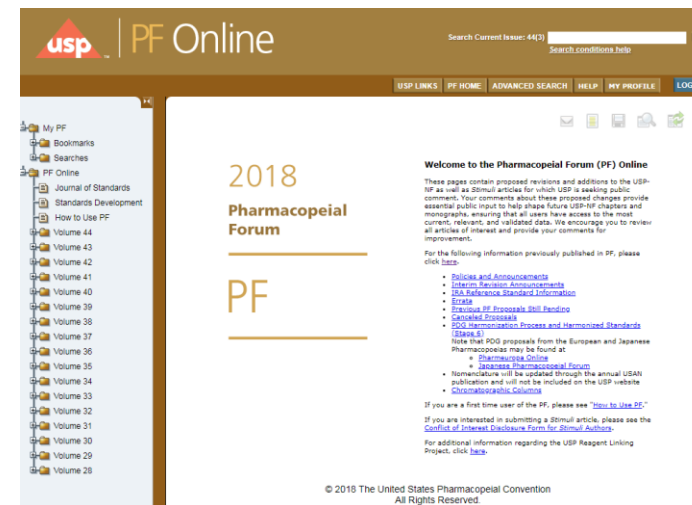 usp
PF Online
Search Current Issue: 44(3)
Search conditions help
USP LINKS PF HOME ADVANCED SEARCH HELP MY PROFILE LOG
My PF
Bookmarks
Searches
PF Online
Journal of Standards
Standards Development
How to Use PF
Volume 44
Volume 43
Volume 42
Volume 41
Volume 40
Volume 39
Volume 38
Volume 37
Volume 36
Volume 35
Volume 34
Volume 33
Volume 32
Volume 31
Volume 30
Volume 29
Volume 28
2018
Pharmacopeial
Forum
PF
Welcome to the Pharmacopeial Forum (PF) Online
These pages contain proposed revisions and additions to the USP-
NF as well as Stimuli articles for which USP is seeking public
comment. Your comments about these proposed changes provide
essential public input to help shape future USP-NF chapters and
monographs, ensuring that all users have access to the most
current, relevant, and validated data. We encourage you to review
all articles of interest and provide your comments for
improvement.
For the following information previously published in PF, please
click here.
Policies and Announcements
Interim Revision Announcements
IRA Reference Standard Information
Errata
Previous PF Proposals Still Pending
Canceled Proposals
PDG Harmonization Process and Harmonized Standards
(Stage 6)
Note that PDG proposals from the European and Japanese
Pharmacopoeias may be found at
Pharmeuropa Online
Japanese Pharmacopoeial Forum
Nomenclature will be updated through the annual USAN
publication and will not be included on the USP website
Chromatographic Columns
If you are a first time user of the PF, please see "How to Use PF."
If you are interested in submitting a Stimuli article, please see the
Conflict of Interest Disclosure Form for Stimuli Authors.
For additional information regarding the USP Reagent Linking
Project, click here.
© 2018 The United States Pharmacopeial Convention
All Rights Reserved.